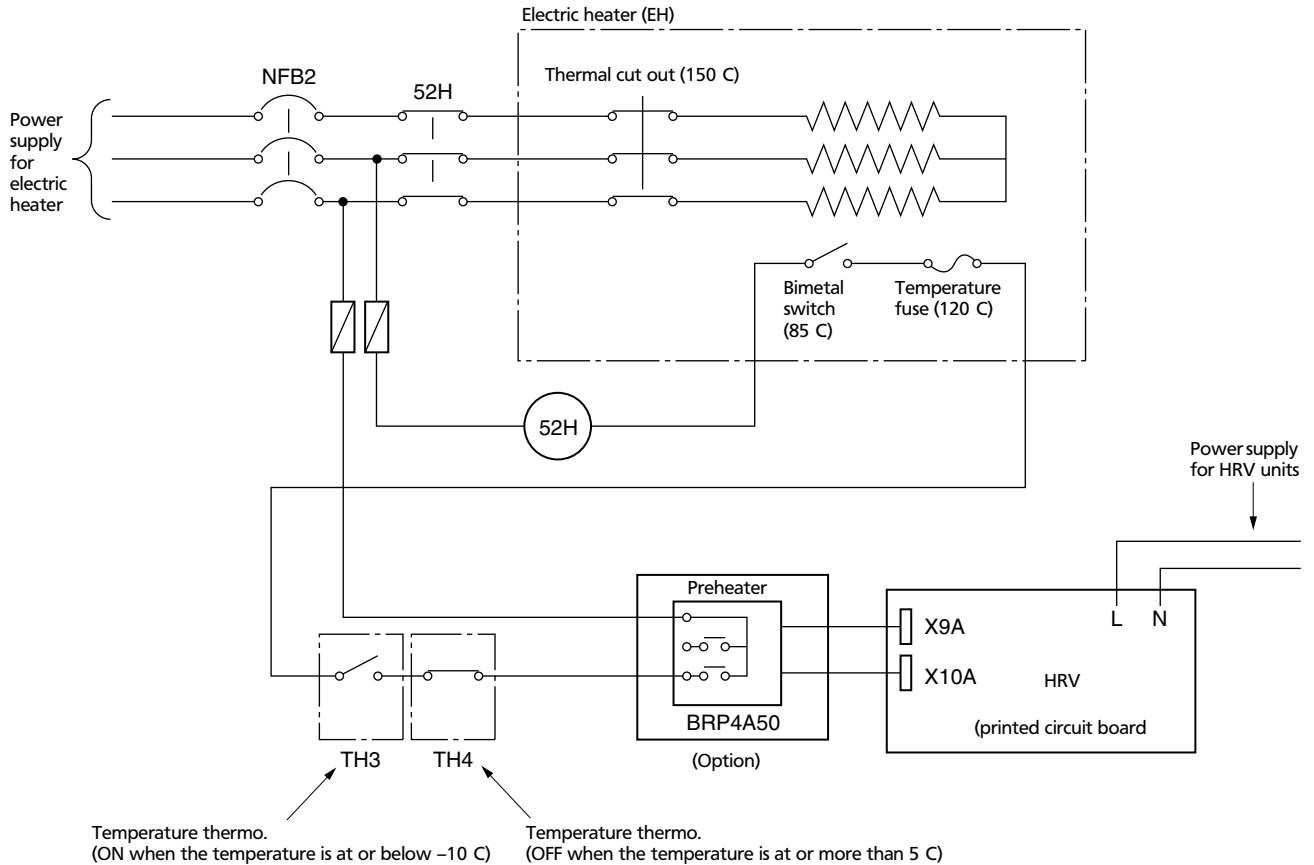 Electric heater (EH)
Thermal cut out (150 C)
NFB2
52H
Power
supply
for
electric
heater
Bimetal
switch
(85 C)
Temperature
fuse (120 C)
52H
Power supply
for HRV units
Preheater
L N
X9A
X10A
HRV
BRP4A50
(printed circuit board
(Option)
TH3
TH4
Temperature thermo.
(ON when the temperature is at or below –10 C)
Temperature thermo.
(OFF when the temperature is at or more than 5 C)